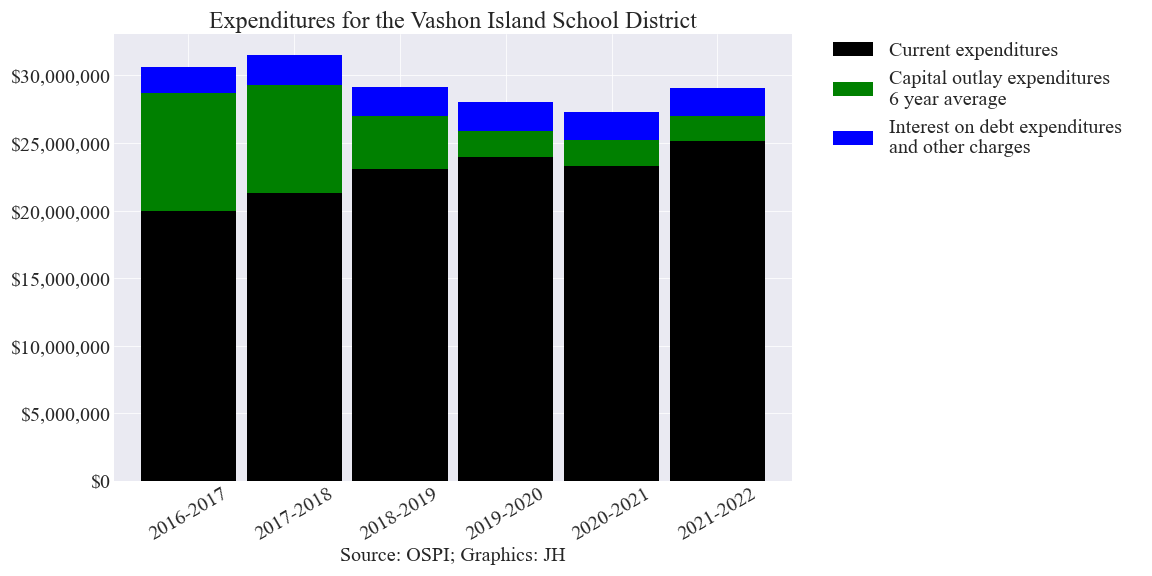 Expenditures for the Vashon Island School District
$30,000,000
$25,000,000
$20,000,000
$15,000,000
$10,000,000
$5,000,000
$0
2016-2017
2017-2018
2018-2019
2019-2020
2020-2021
2021-2022
Source: OSPI; Graphics: JH
Current expenditures
Capital outlay expenditures
6 year average
Interest on debt expenditures
and other charges